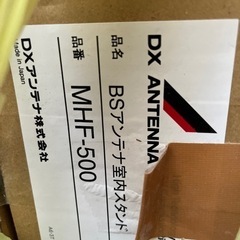 DX ANTENNA
品名 BSアンテナ室内スタンド
品番 MHF-500
DXアンテナ株式会社
Made in Japan